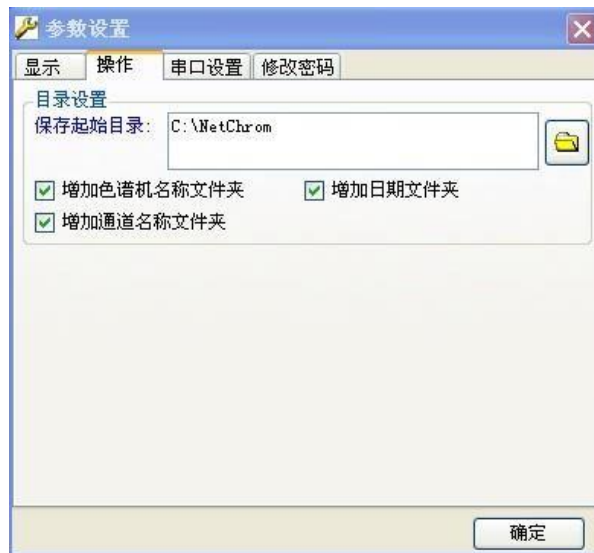 参数设置
显示 操作 串口设置 修改密码
目录设置
保存起始目录: C:\NetChrom
增加色谱机名称文件夹 增加日期文件夹
增加通道名称文件夹
确定